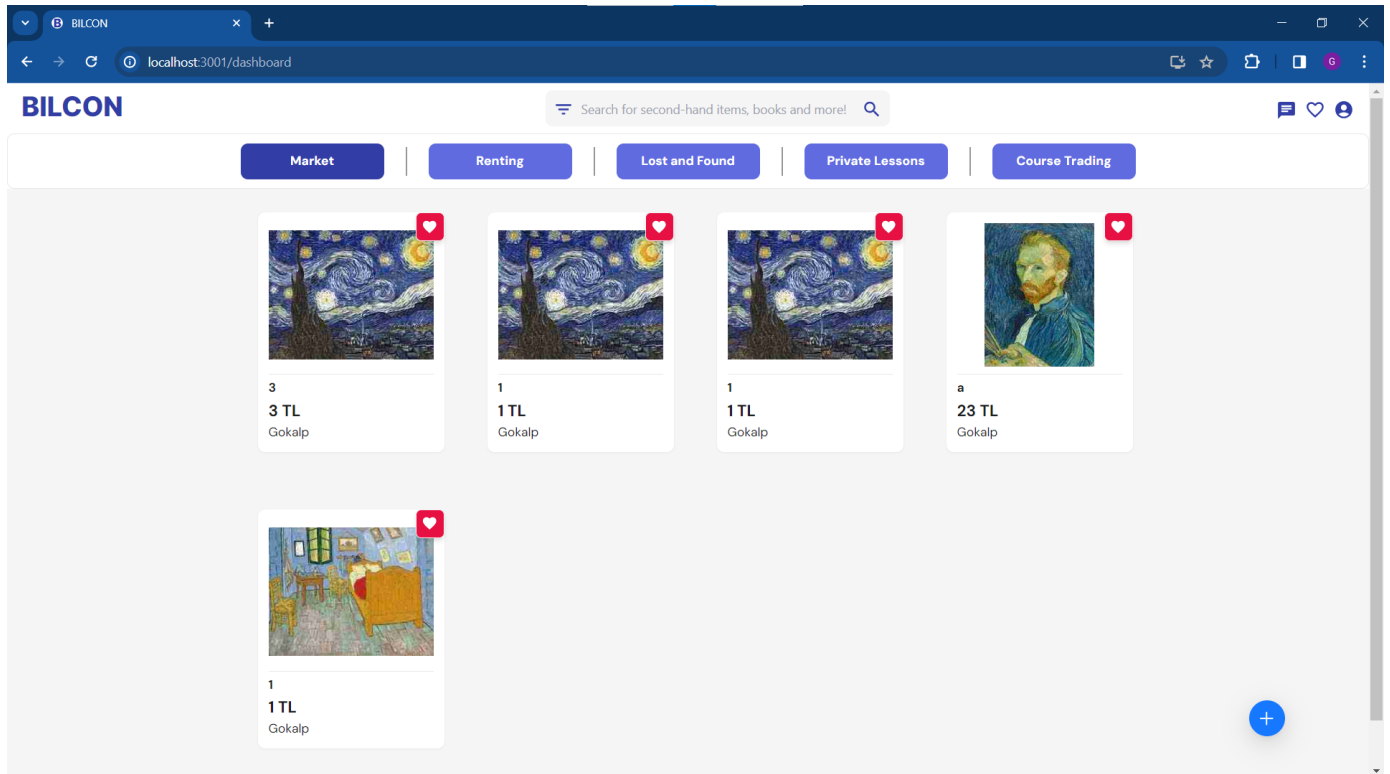 BILCON
localhost:3001/dashboard
G
BILCON
Search for second-hand items, books and more!
Market
Renting
Lost and Found
Private Lessons
Course Trading
3
3 TL
Gokalp
1
1 TL
Gokalp
1
1 TL
Gokalp
a
23 TL
Gokalp
1
1 TL
Gokalp